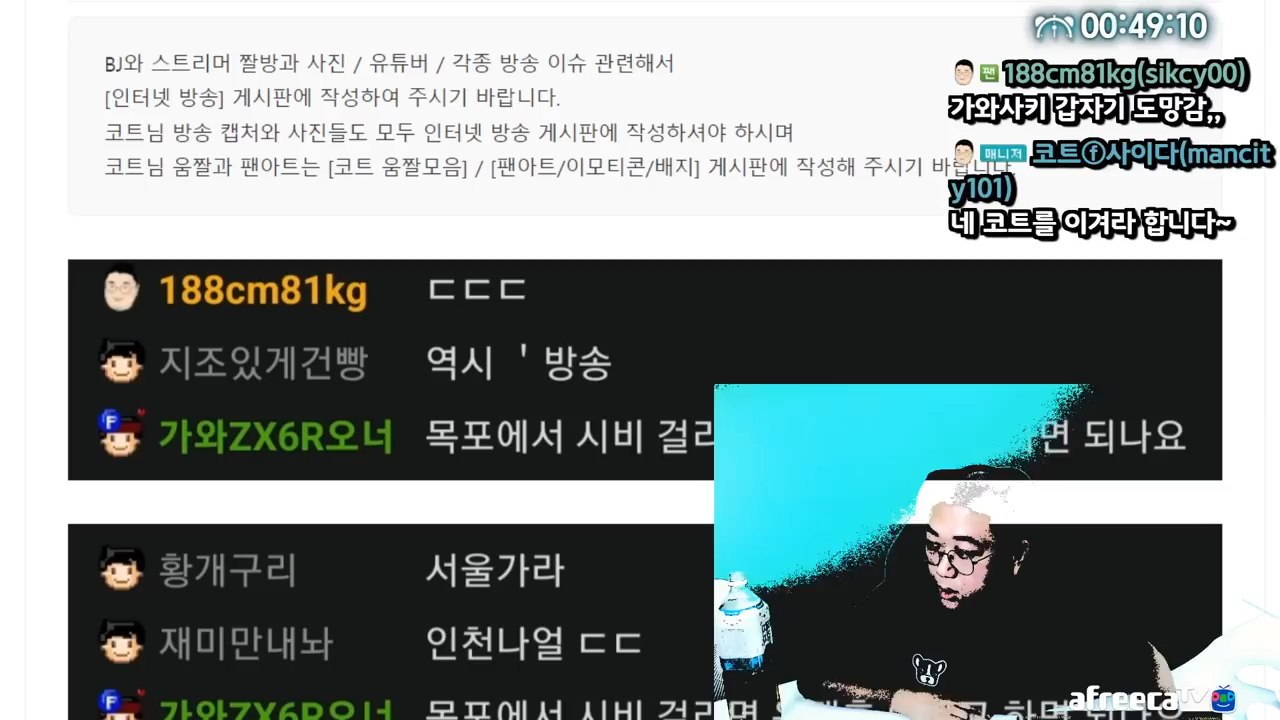 00:49:10
BJ와 스트리머 짤방과 사진 / 유튜버 / 각종 방송 이슈 관련해서
[인터넷 방송] 게시판에 작성하여 주시기 바랍니다.
코트님 방송 캡처와 사진들도 모두 인터넷 방송 게시판에 작성하셔야 하시며
코트님 움짤과 팬아트는 [코트 움짤모음] / [팬아트/이모티콘/배지] 게시판에 작성해 주시기 바랍니다
팬 188cm81kg(sikcy00)
가와사키 갑자기 도망감,,
매니저 코트ⓕ사이다(mancit
y101)
네 코트를 이겨라 합니다~
188cm81kg ㄷㄷㄷ
지조있게건빵 역시 ' 방송
F 가와ZX6R오너 목포에서 시비 걸리 면 되나요
황개구리 서울가라
재미만내놔 인천나얼 ㄷㄷ
F 가와ZX6R오너 목포에서 시비 걸리면 고 하면 되나요
afreecaTV